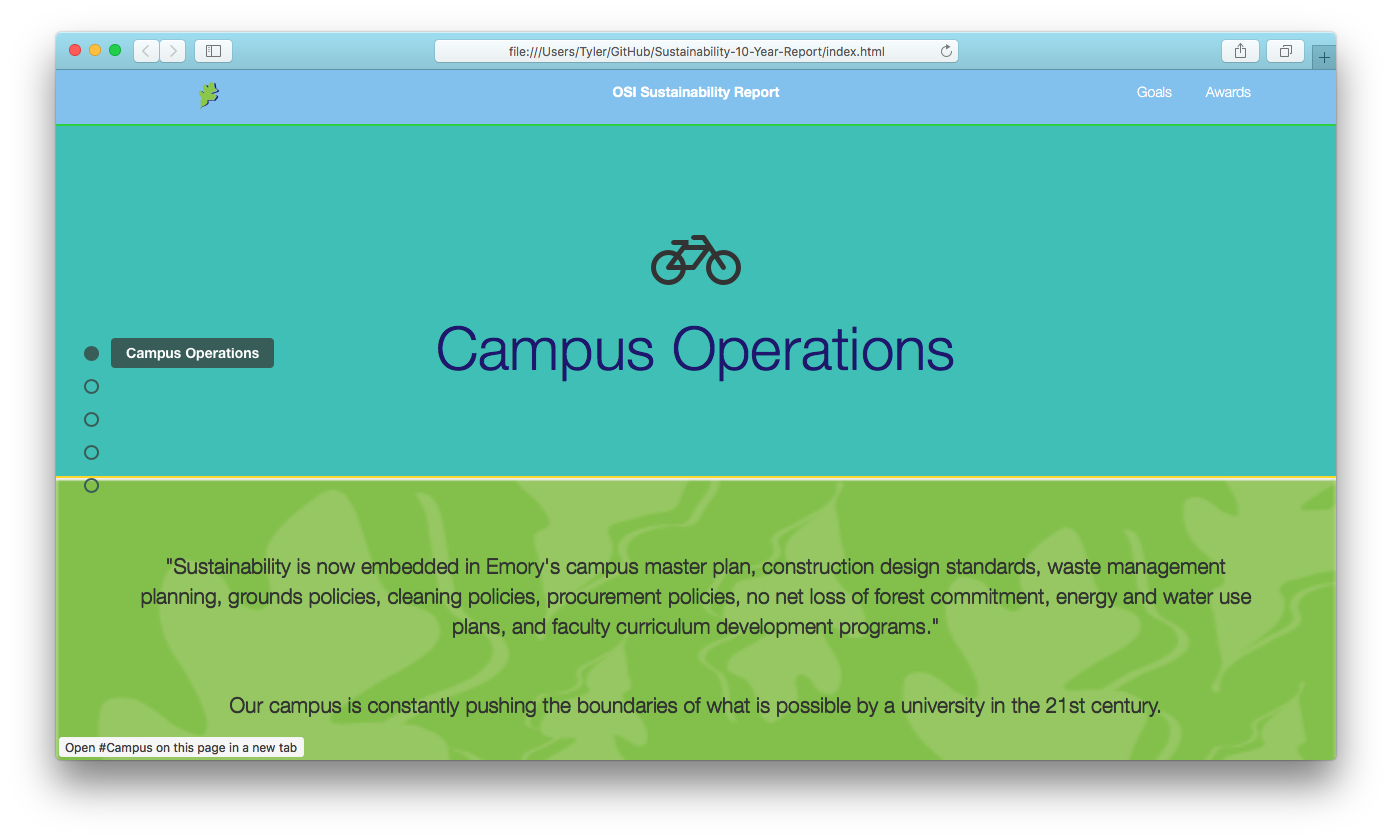 file:///Users/Tyler/GitHub/Sustainability-10-Year-Report/index.html
OSI Sustainability Report
Goals
Awards
Campus Operations
Campus Operations
"Sustainability is now embedded in Emory's campus master plan, construction design standards, waste management
planning, grounds policies, cleaning policies, procurement policies, no net loss of forest commitment, energy and water use
plans, and faculty curriculum development programs."
Our campus is constantly pushing the boundaries of what is possible by a university in the 21st century.
Open #Campus on this page in a new tab